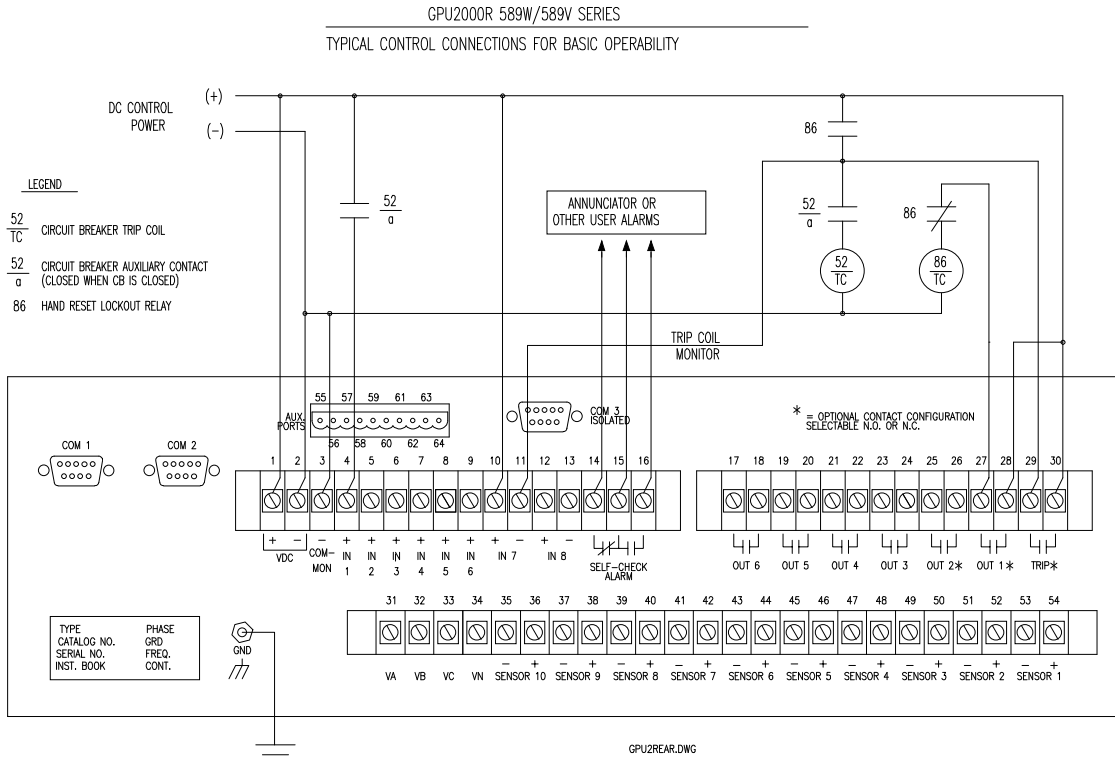 GPU2000R 589W/589V SERIES
TYPICAL CONTROL CONNECTIONS FOR BASIC OPERABILITY
DC CONTROL
POWER
(+)
(-)
LEGEND
52
TC
CIRCUIT BREAKER TRIP COIL
52
a
CIRCUIT BREAKER AUXILIARY CONTACT
(CLOSED WHEN CB IS CLOSED)
86
HAND RESET LOCKOUT RELAY
52
a
ANNUNCIATOR OR
OTHER USER ALARMS
86
52
a
86
52
TC
86
TC
TRIP COIL
MONITOR
55 57 59 61 63
AUX.
PORTS
56 58 60 62 64
COM 3
ISOLATED
* = OPTIONAL CONTACT CONFIGURATION
SELECTABLE N.O. OR N.C.
COM 1
COM 2
1 2 3 4 5 6 7 8 9 10 11 12 13 14 15 16
17 18 19 20 21 22 23 24 25 26 27 28 29 30
+ − − + + + + + + + − + −
VDC
COM-
MON
IN
1
IN
2
IN
3
IN
4
IN
5
IN
6
IN 7
IN 8
SELF-CHECK
ALARM
OUT 6 OUT 5 OUT 4 OUT 3 OUT 2* OUT 1* TRIP*
31 32 33 34 35 36 37 38 39 40 41 42 43 44 45 46 47 48 49 50 51 52 53 54
− + − + − + − + − + − + − + − + − + − +
VA VB VC VN SENSOR 10 SENSOR 9 SENSOR 8 SENSOR 7 SENSOR 6 SENSOR 5 SENSOR 4 SENSOR 3 SENSOR 2 SENSOR 1
TYPE PHASE
CATALOG NO. GRD
SERIAL NO. FREQ.
INST. BOOK CONT.
GND
GPU2REAR.DWG